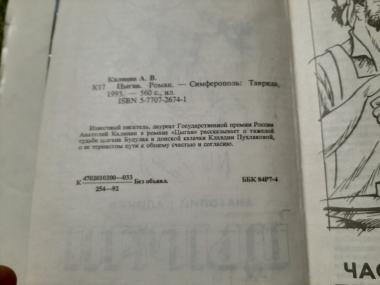 Калинин А. В.
К17 Цыган. Роман. — Симферополь: Таврида,
1993. — 560 с., ил.
ISBN 5-7707-2674-1
Известный писатель, лауреат Государственной премии России
Анатолий Калинин в романе «Цыган» рассказывает о тяжелой
судьбе цыгана Будулая и донской казачки Клавдии Пухляковой,
о их тернистом пути к общему счастью и согласию.
К 4702010200—033
254—92 Без объявл.
ББК 84Р7-4
ЧАС